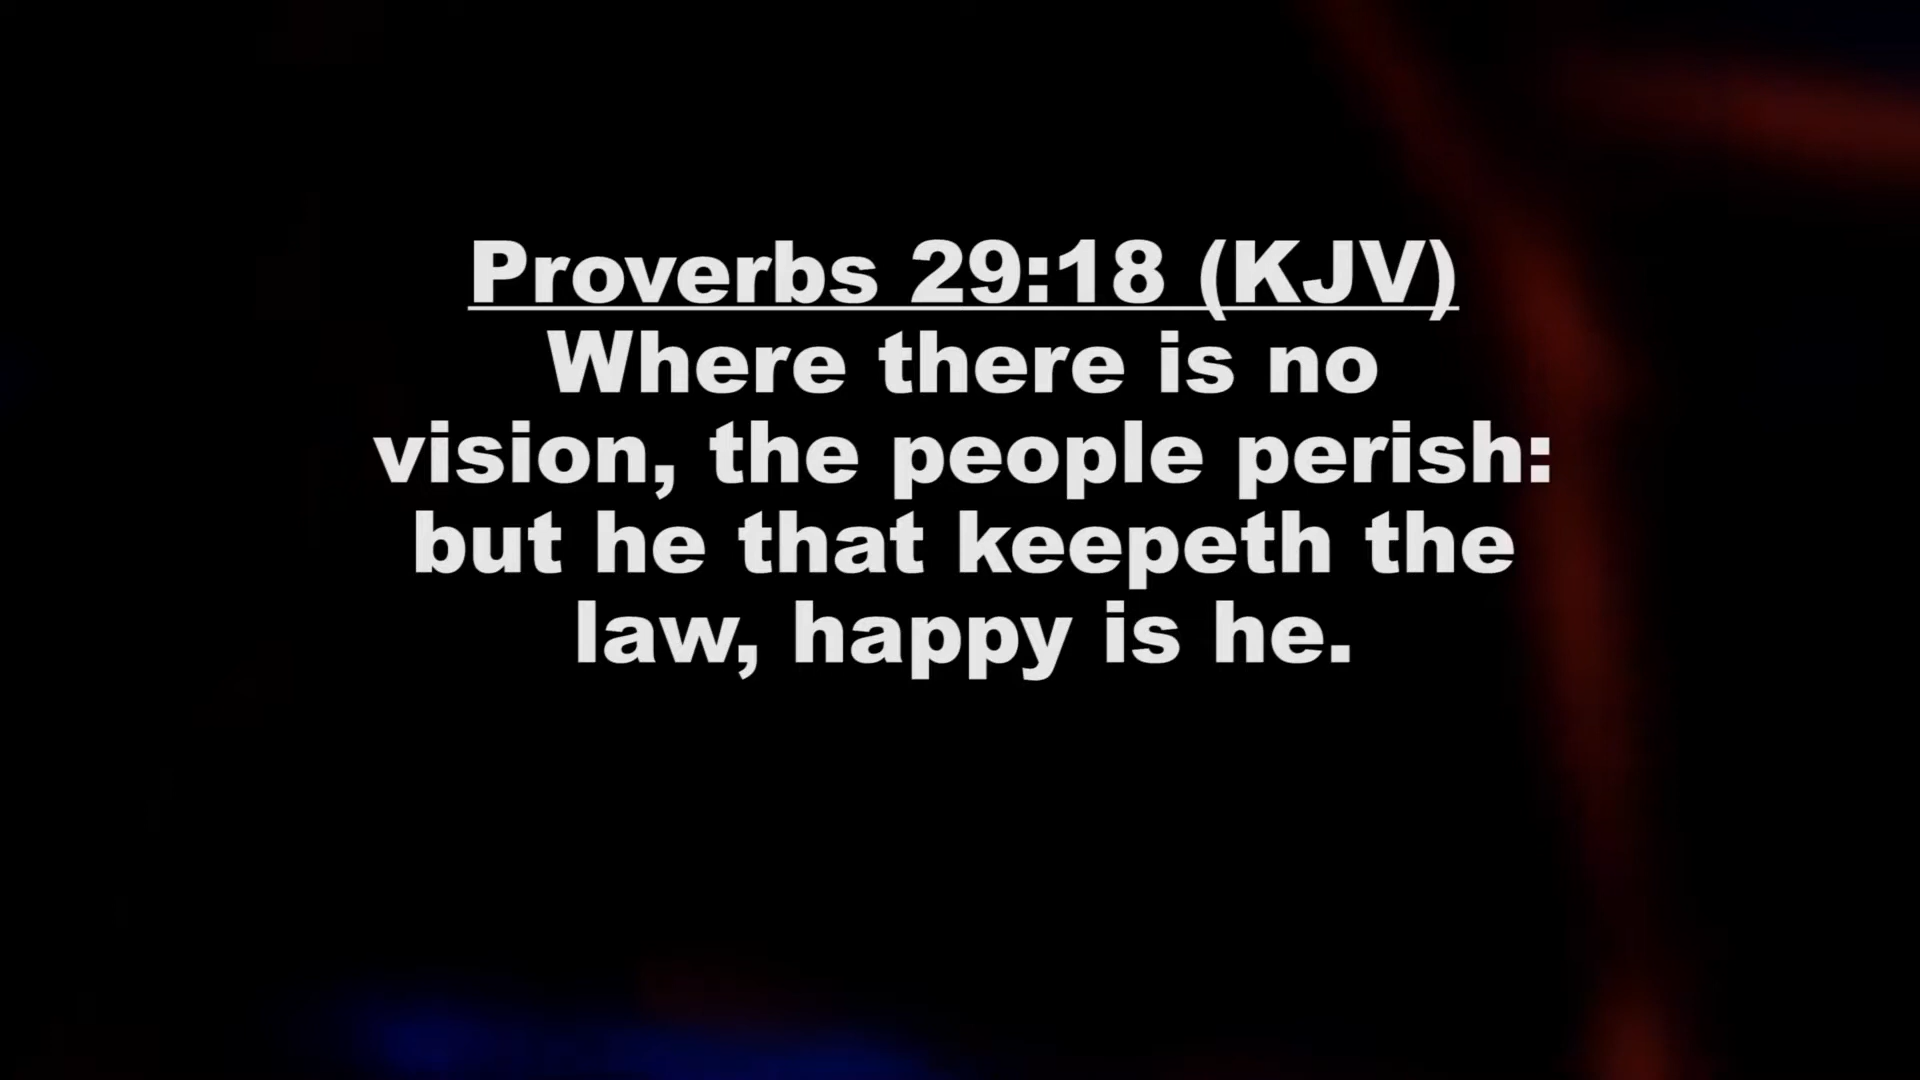 Proverbs 29:18 (KJV)
Where there is no
vision, the people perish:
but he that keepeth the
law, happy is he.